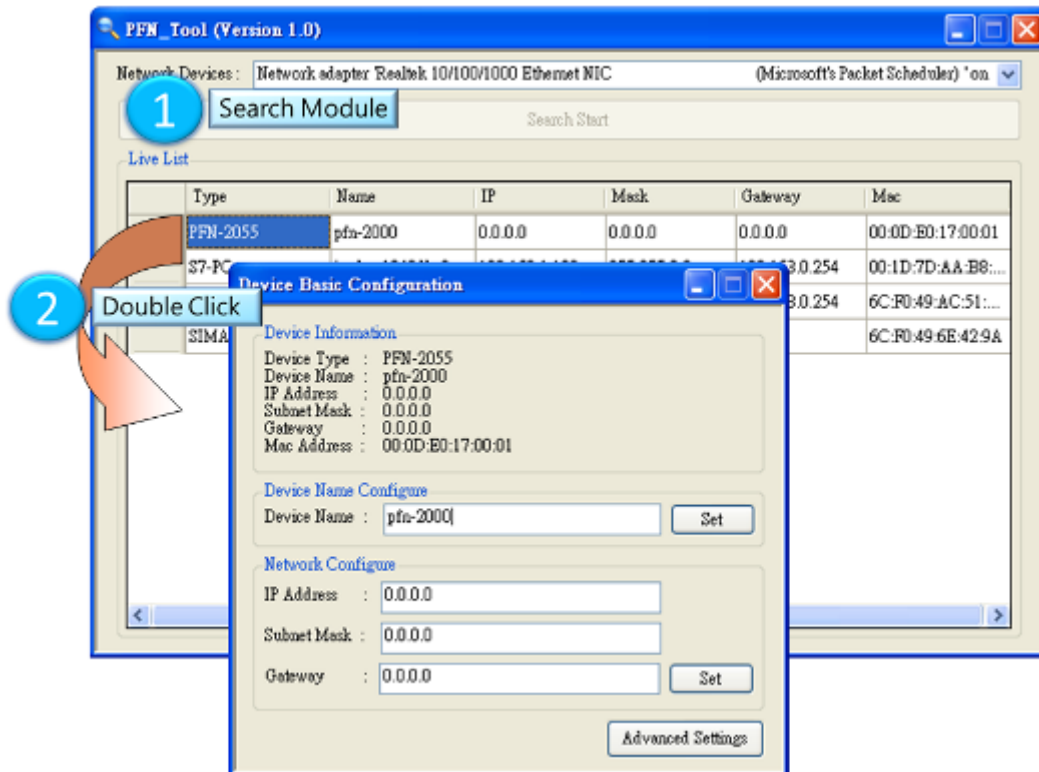 PFN_Tool (Version 1.0)
Network Devices : Network adapter 'Realtek 10/100/1000 Ethernet NIC (Microsoft's Packet Scheduler) ' on
1 Search Module
Search Start
Live List
Type Name IP Mask Gateway Mac
PFN-2055 pfn-2000 0.0.0.0 0.0.0.0 0.0.0.0 00:0D:E0:17:00:01
S7-PC 3.0.254 00:1D:7D:AA:B8:...
3.0.254 6C:F0:49:AC:51:...
SIMA 6C:F0:49:6E:42:9A
2 Double Click
Device Basic Configuration
Device Information
Device Type : PFN-2055
Device Name : pfn-2000
IP Address : 0.0.0.0
Subnet Mask : 0.0.0.0
Gateway : 0.0.0.0
Mac Address : 00:0D:E0:17:00:01
Device Name Configure
Device Name : pfn-2000 Set
Network Configure
IP Address : 0.0.0.0
Subnet Mask : 0.0.0.0
Gateway : 0.0.0.0 Set
Advanced Settings